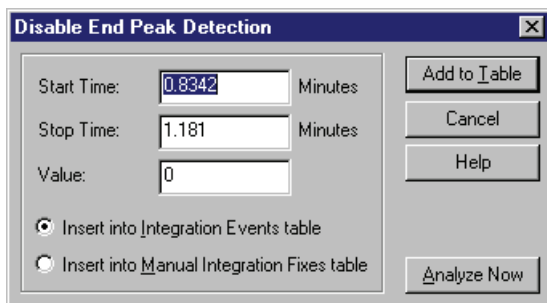 Disable End Peak Detection
Start Time: 0.8342 Minutes
Stop Time: 1.181 Minutes
Value: 0
Insert into Integration Events table
Insert into Manual Integration Fixes table
Add to Table
Cancel
Help
Analyze Now